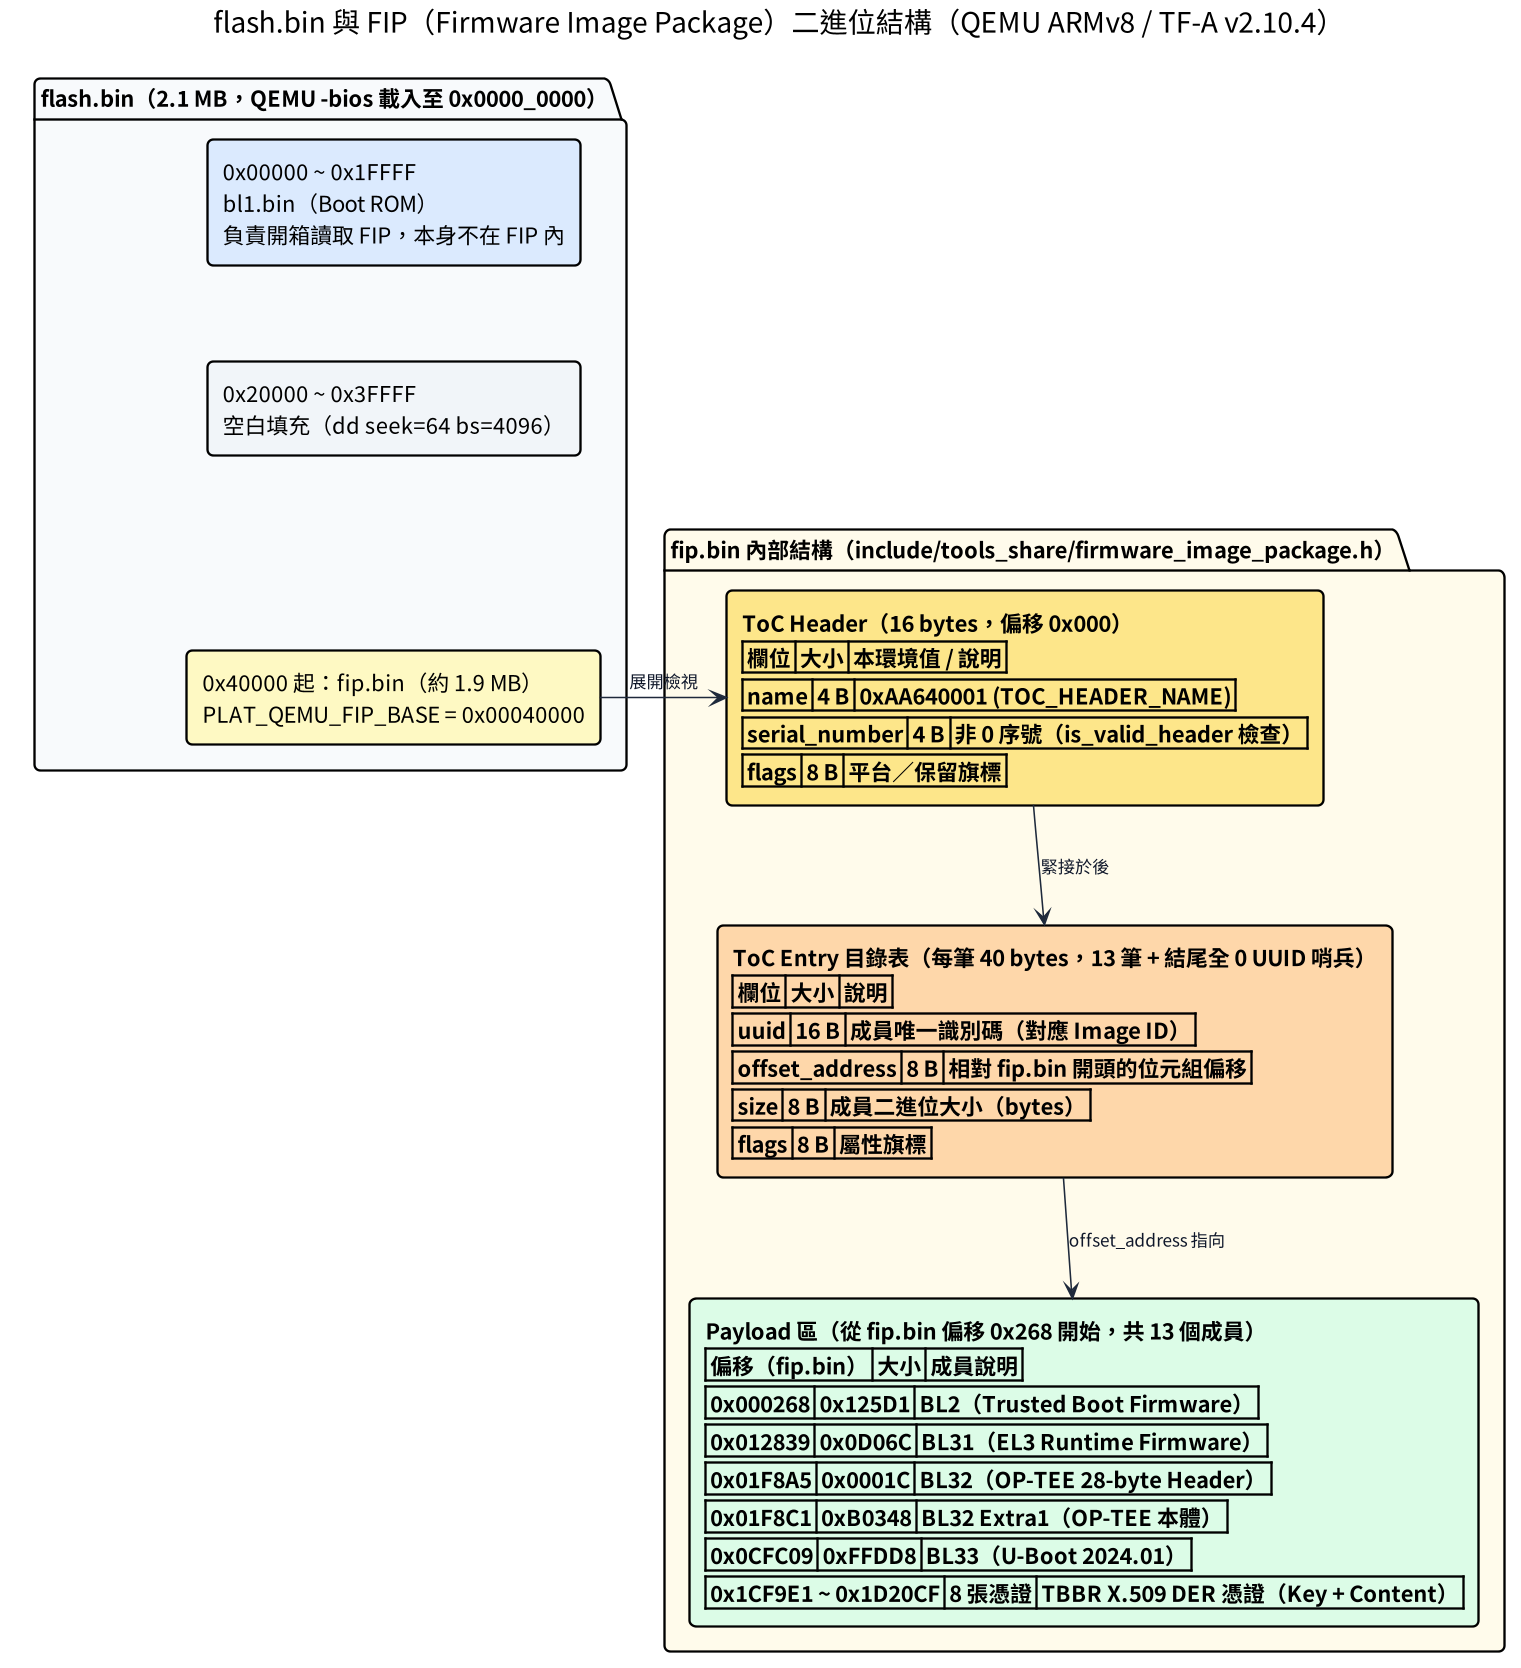 flash.bin 與 FIP（Firmware Image Package）二進位結構（QEMU ARMv8 / TF-A v2.10.4）
flash.bin（2.1 MB，QEMU -bios 載入至 0x0000_0000）
0x00000 ~ 0x1FFFF
bl1.bin（Boot ROM）
負責開箱讀取 FIP，本身不在 FIP 內
0x20000 ~ 0x3FFFF
空白填充（dd seek=64 bs=4096）
0x40000 起：fip.bin（約 1.9 MB）
PLAT_QEMU_FIP_BASE = 0x00040000
展開檢視
fip.bin 內部結構（include/tools_share/firmware_image_package.h）
ToC Header（16 bytes，偏移 0x000）
欄位 大小 本環境值 / 說明
name 4 B 0xAA640001 (TOC_HEADER_NAME)
serial_number 4 B 非 0 序號（is_valid_header 檢查）
flags 8 B 平台／保留旗標
緊接於後
ToC Entry 目錄表（每筆 40 bytes，13 筆 + 結尾全 0 UUID 哨兵）
欄位 大小 說明
uuid 16 B 成員唯一識別碼（對應 Image ID）
offset_address 8 B 相對 fip.bin 開頭的位元組偏移
size 8 B 成員二進位大小（bytes）
flags 8 B 屬性旗標
offset_address 指向
Payload 區（從 fip.bin 偏移 0x268 開始，共 13 個成員）
偏移（fip.bin） 大小 成員說明
0x000268 0x125D1 BL2（Trusted Boot Firmware）
0x012839 0x0D06C BL31（EL3 Runtime Firmware）
0x01F8A5 0x0001C BL32（OP-TEE 28-byte Header）
0x01F8C1 0xB0348 BL32 Extra1（OP-TEE 本體）
0x0CFC09 0xFFDD8 BL33（U-Boot 2024.01）
0x1CF9E1 ~ 0x1D20CF 8 張憑證 TBBR X.509 DER 憑證（Key + Content）